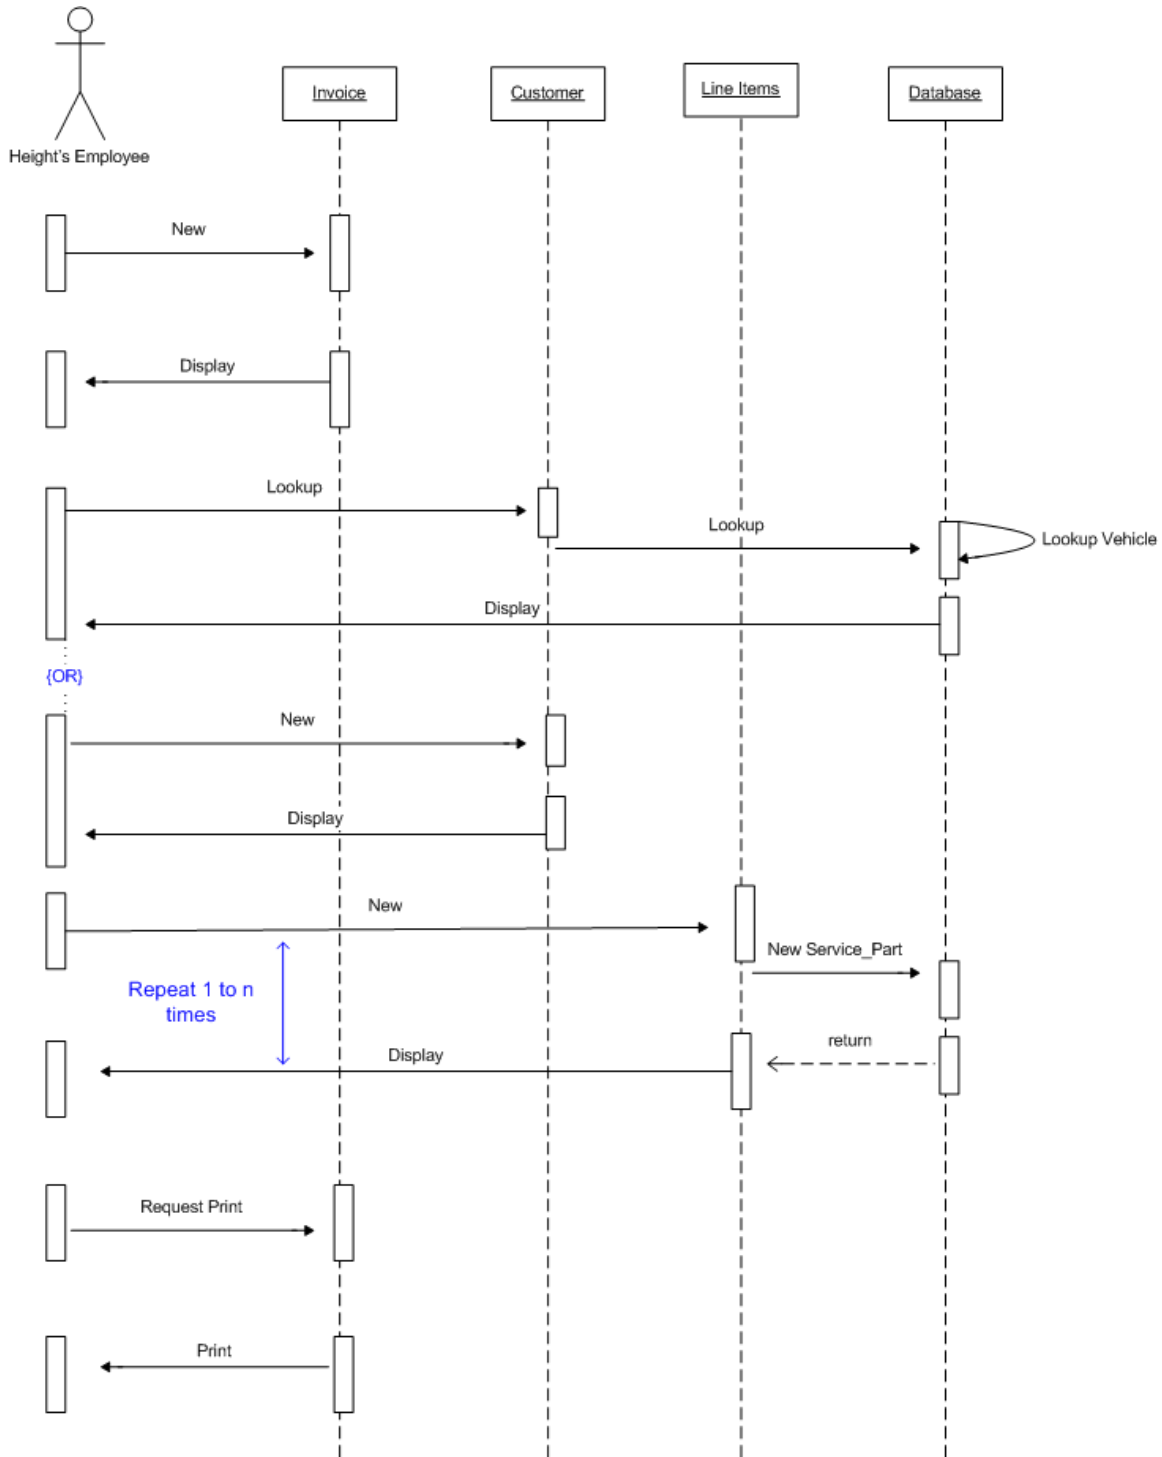 Invoice
Customer
Line Items
Database
Height's Employee
New
Display
Lookup
Lookup
Lookup Vehicle
Display
{OR}
New
Display
New
New Service_Part
Repeat 1 to n
times
return
Display
Request Print
Print